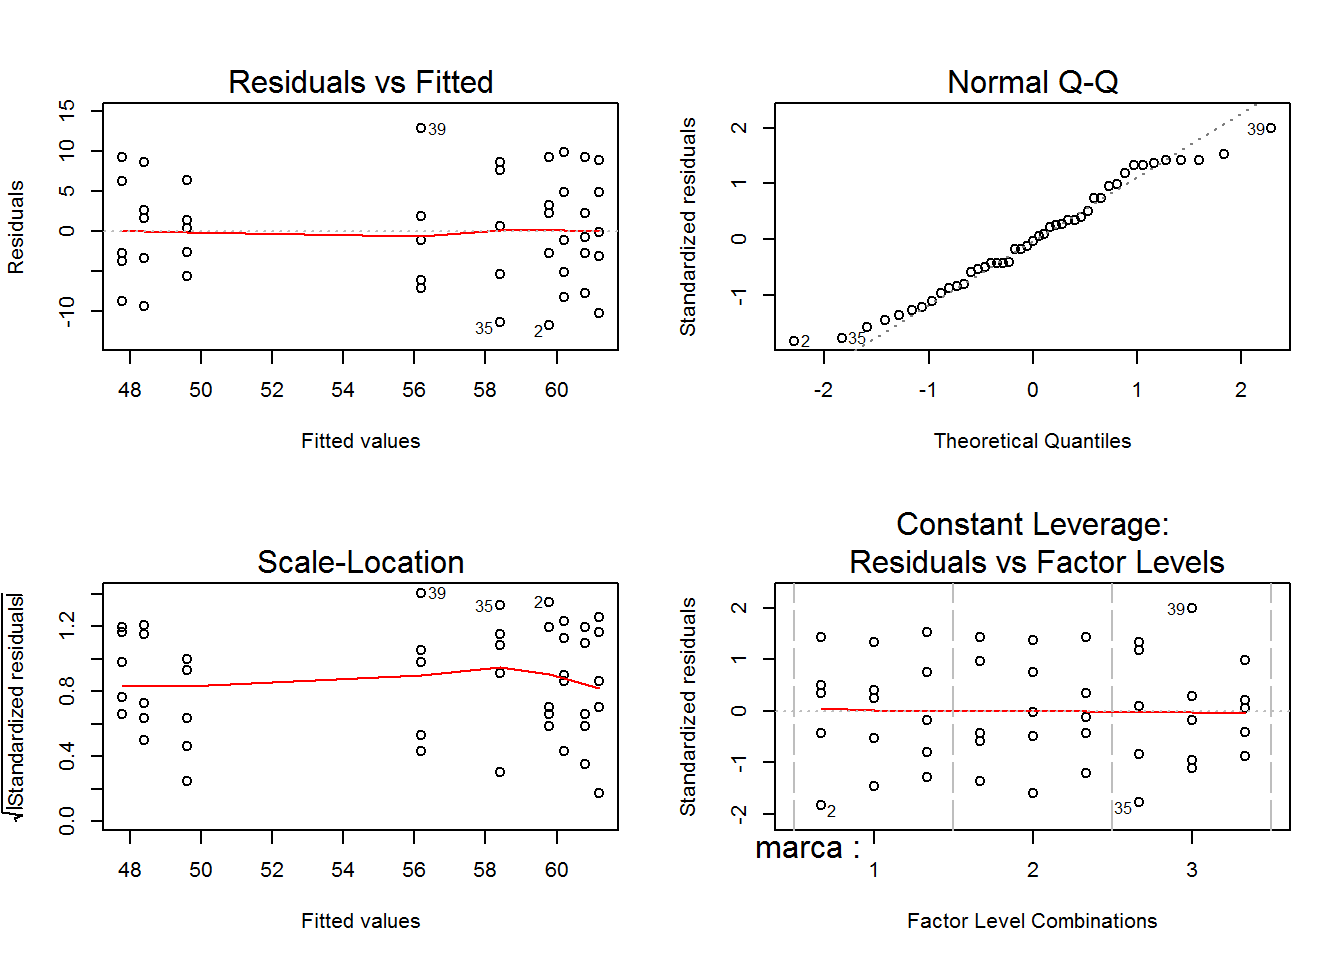 Residuals vs Fitted
Residuals
15
10
5
0
-10
39
35
2
48 50 52 54 56 58 60
Fitted values
Normal Q-Q
Standardized residuals
2
1
0
-1
39
2
35
-2 -1 0 1 2
Theoretical Quantiles
Scale-Location
√|Standardized residuals|
1.2
0.8
0.4
0.0
39
35
2
48 50 52 54 56 58 60
Fitted values
Constant Leverage:
Residuals vs Factor Levels
Standardized residuals
2
1
0
-1
-2
39
2
35
marca :
1 2 3
Factor Level Combinations